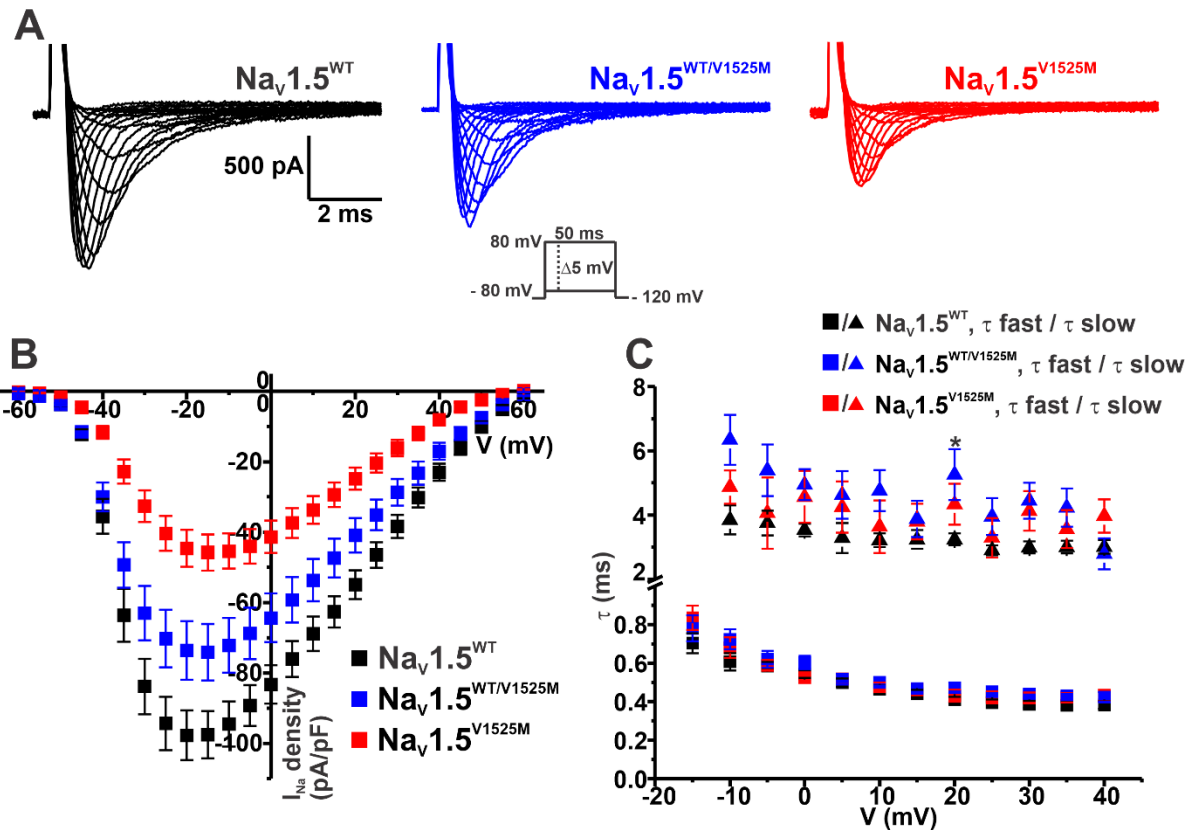 A
Naᵥ1.5ᵂᵀ
Naᵥ1.5ᵂᵀ/V1525M
Naᵥ1.5V1525M
500 pA
2 ms
80 mV
50 ms
Δ5 mV
- 80 mV
- 120 mV
B
0
-60 -40 -20 0 20 40 60
V (mV)
-20
-40
-60
-80
-100
I_Na density
(pA/pF)
Naᵥ1.5WT
Naᵥ1.5WT/V1525M
Naᵥ1.5V1525M
C
/ Naᵥ1.5WT, τ fast / τ slow
/ Naᵥ1.5WT/V1525M, τ fast / τ slow
/ Naᵥ1.5V1525M, τ fast / τ slow
8
6
4
2
*
τ (ms)
0.8
0.6
0.4
0.2
0.0
-20 -10 0 10 20 30 40
V (mV)